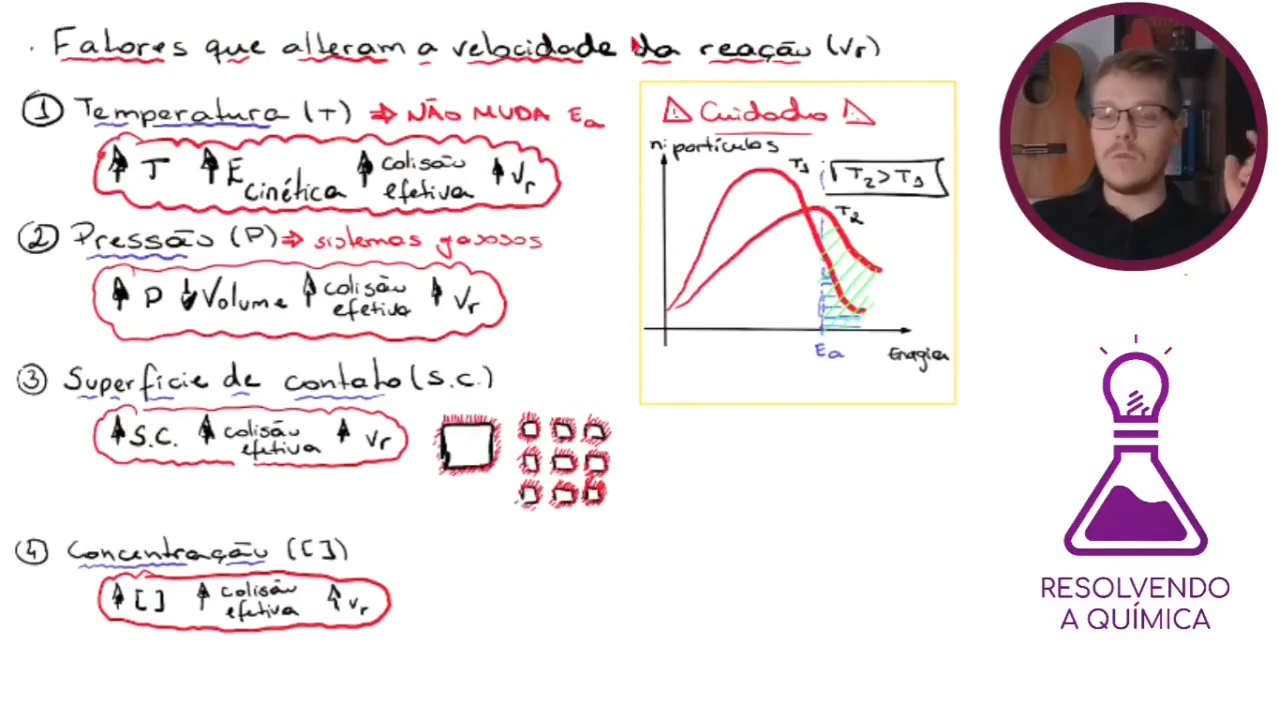 . Fatores que alteram a velocidade da reação (Vr)
① Temperatura (T) ⇒ NÃO MUDA Ea
↑ T ↑ E cinética ↑ colisão efetiva ↑ Vr
② Pressão (P) ⇒ sistemas gasosos
↑ P ↓ Volume ↑ colisão efetiva ↑ Vr
③ Superfície de contato (S.C.)
↑ S.C. ↑ colisão efetiva ↑ Vr
④ Concentração ([ ])
↑ [ ] ↑ colisão efetiva ↑ Vr
⚠ Cuidado ⚠
nº partículas
T1
T2 > T1
T2
Ea
Energia
RESOLVENDO
A QUÍMICA